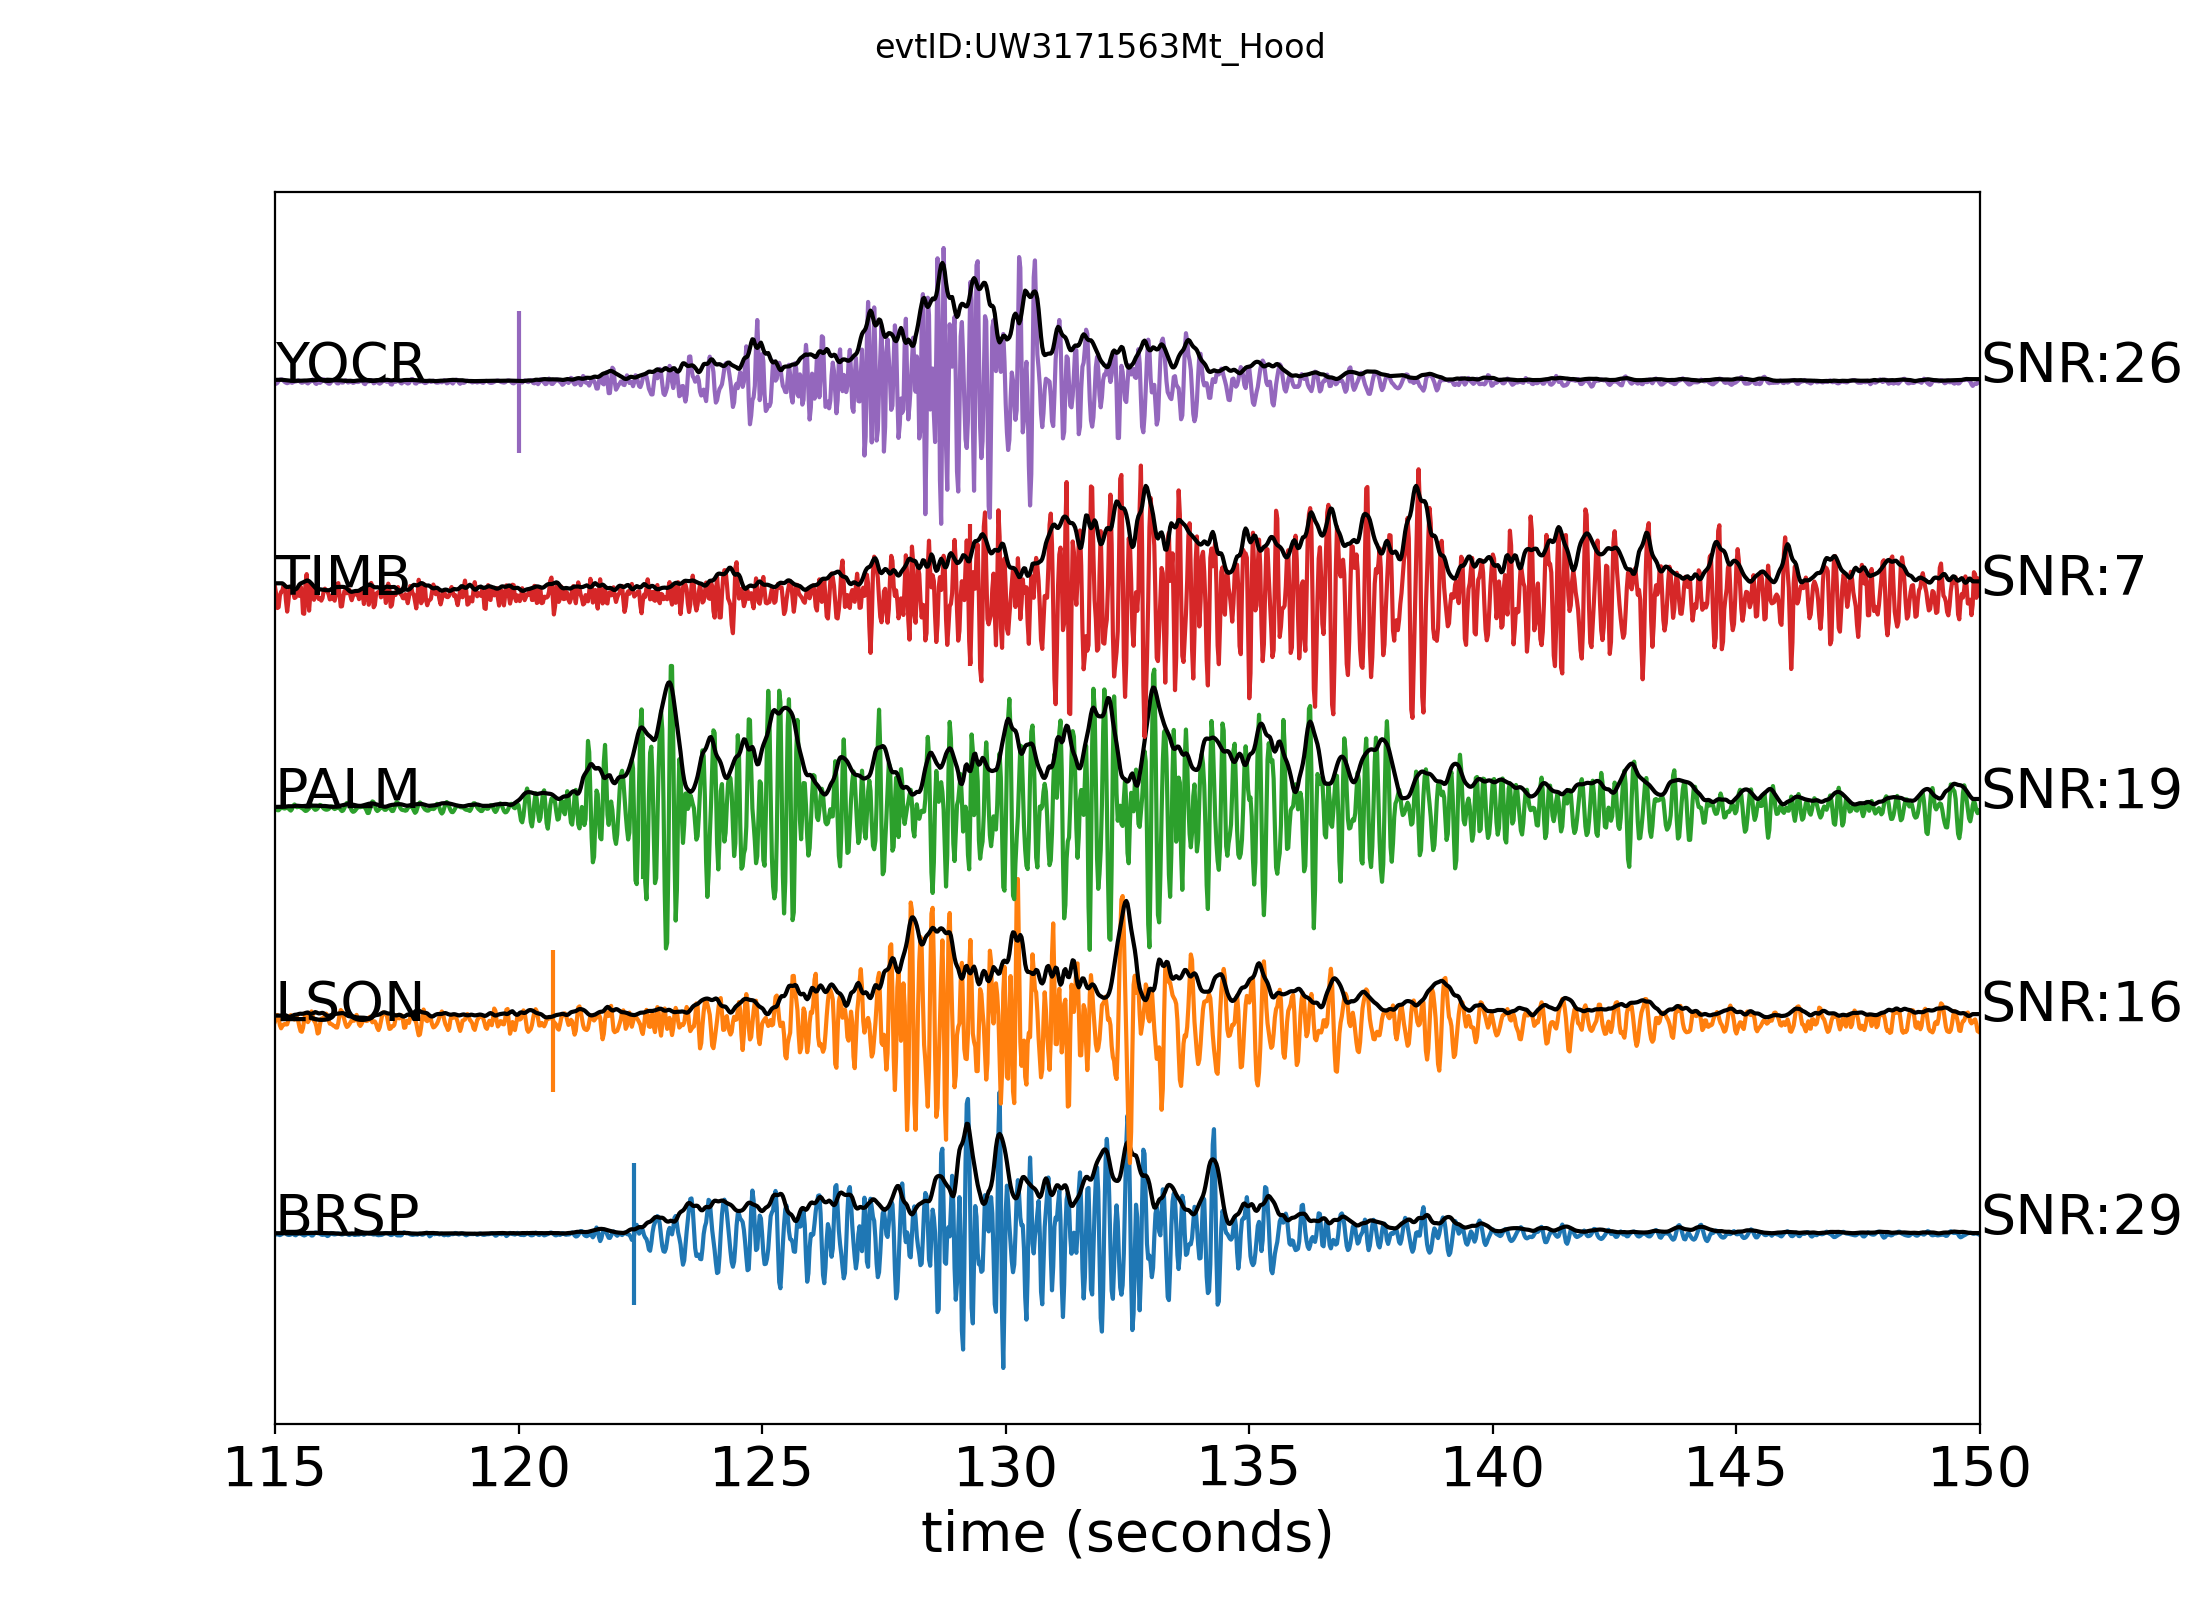 evtID:UW3171563Mt_Hood
YOCR SNR:26
TIMB SNR:7
PALM SNR:19
LSON SNR:16
BRSP SNR:29
115 120 125 130 135 140 145 150
time (seconds)